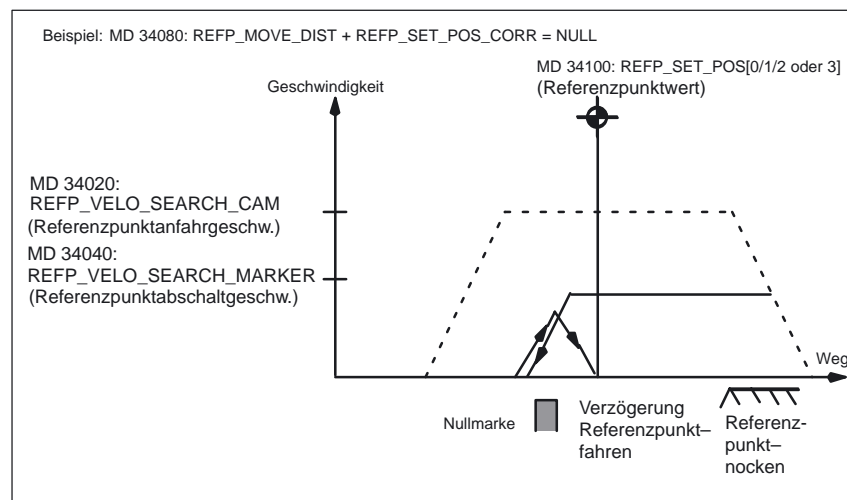 Beispiel: MD 34080: REFP_MOVE_DIST + REFP_SET_POS_CORR = NULL
MD 34100: REFP_SET_POS[0/1/2 oder 3]
(Referenzpunktwert)
Geschwindigkeit
MD 34020:
REFP_VELO_SEARCH_CAM
(Referenzpunktanfahrgeschw.)
MD 34040:
REFP_VELO_SEARCH_MARKER
(Referenzpunktabschaltgeschw.)
Weg
Nullmarke
Verzögerung
Referenzpunkt–
fahren
Referenz-
punkt–
nocken